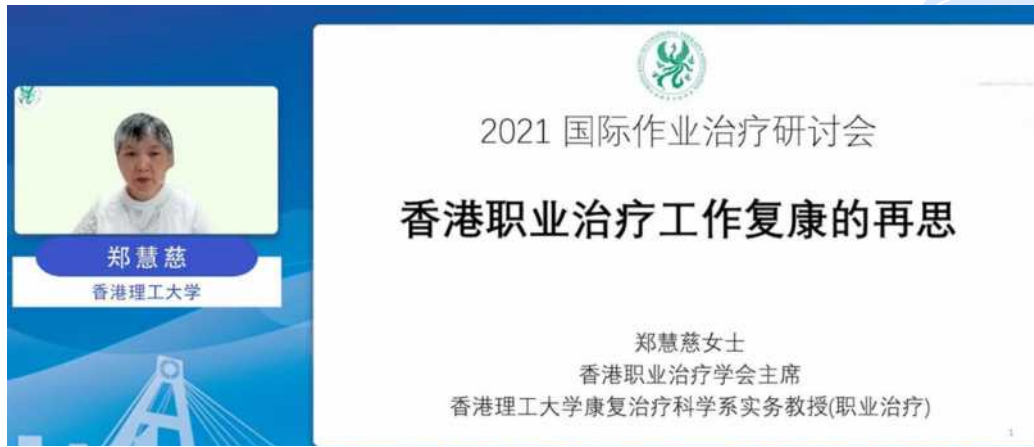 郑慧慈
香港理工大学
2021 国际作业治疗研讨会
香港职业治疗工作复康的再思
郑慧慈女士
香港职业治疗学会主席
香港理工大学康复治疗科学系实务教授(职业治疗)
1